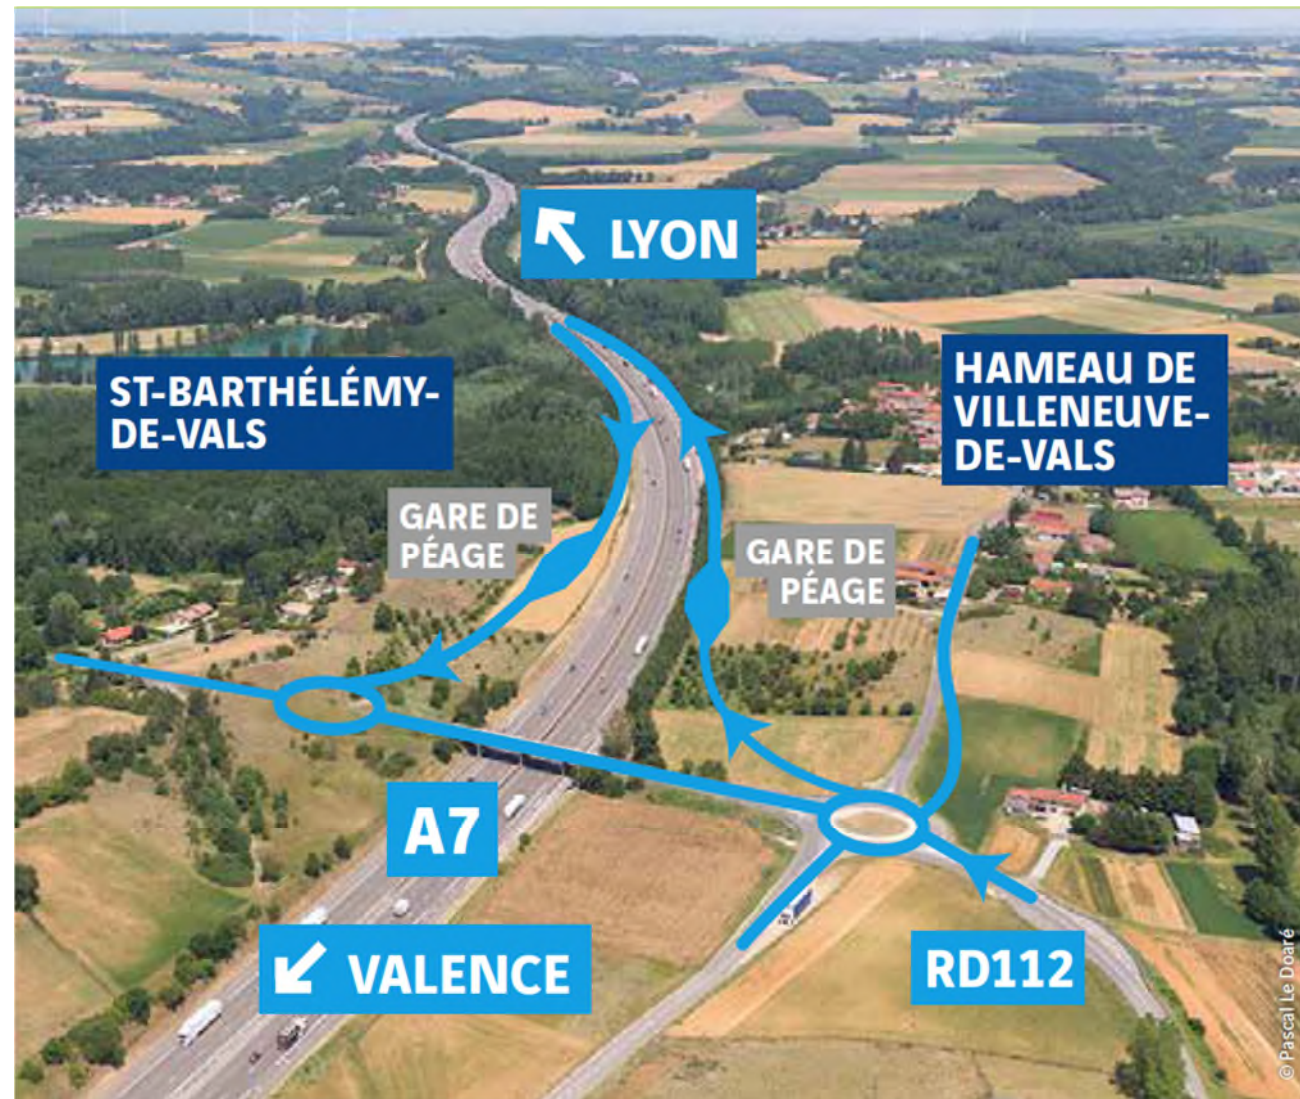 LYON
ST-BARTHÉLÉMY-
DE-VALS
HAMEAU DE
VILLENEUVE-
DE-VALS
GARE DE
PÉAGE
GARE DE
PÉAGE
A7
VALENCE
RD112
© Pascal Le Doaré